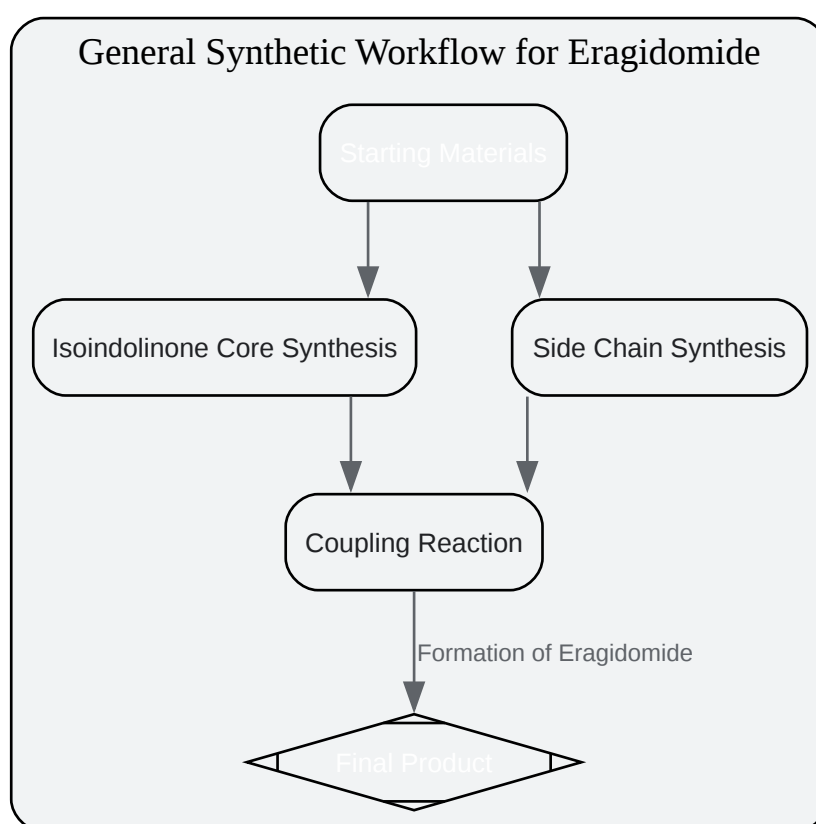 General Synthetic Workflow for Eragidomide
Starting Materials
Isoindolinone Core Synthesis
Side Chain Synthesis
Coupling Reaction
Formation of Eragidomide
Final Product